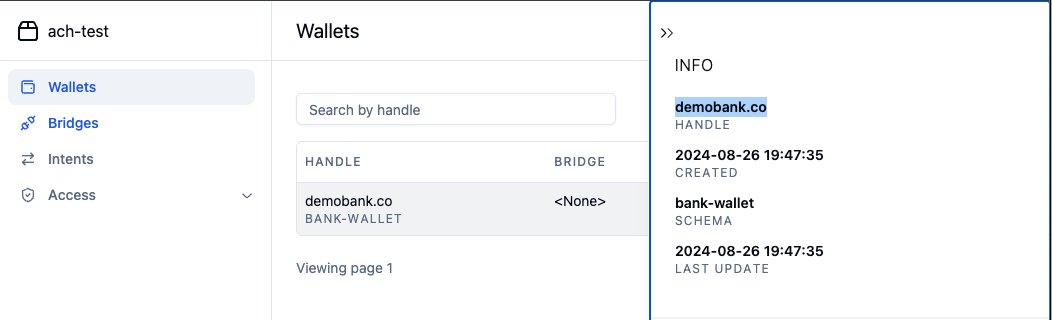 ach-test
Wallets
Bridges
Intents
Access
Wallets
Search by handle
HANDLE BRIDGE
demobank.co <None>
BANK-WALLET
Viewing page 1
INFO
demobank.co
HANDLE
2024-08-26 19:47:35
CREATED
bank-wallet
SCHEMA
2024-08-26 19:47:35
LAST UPDATE